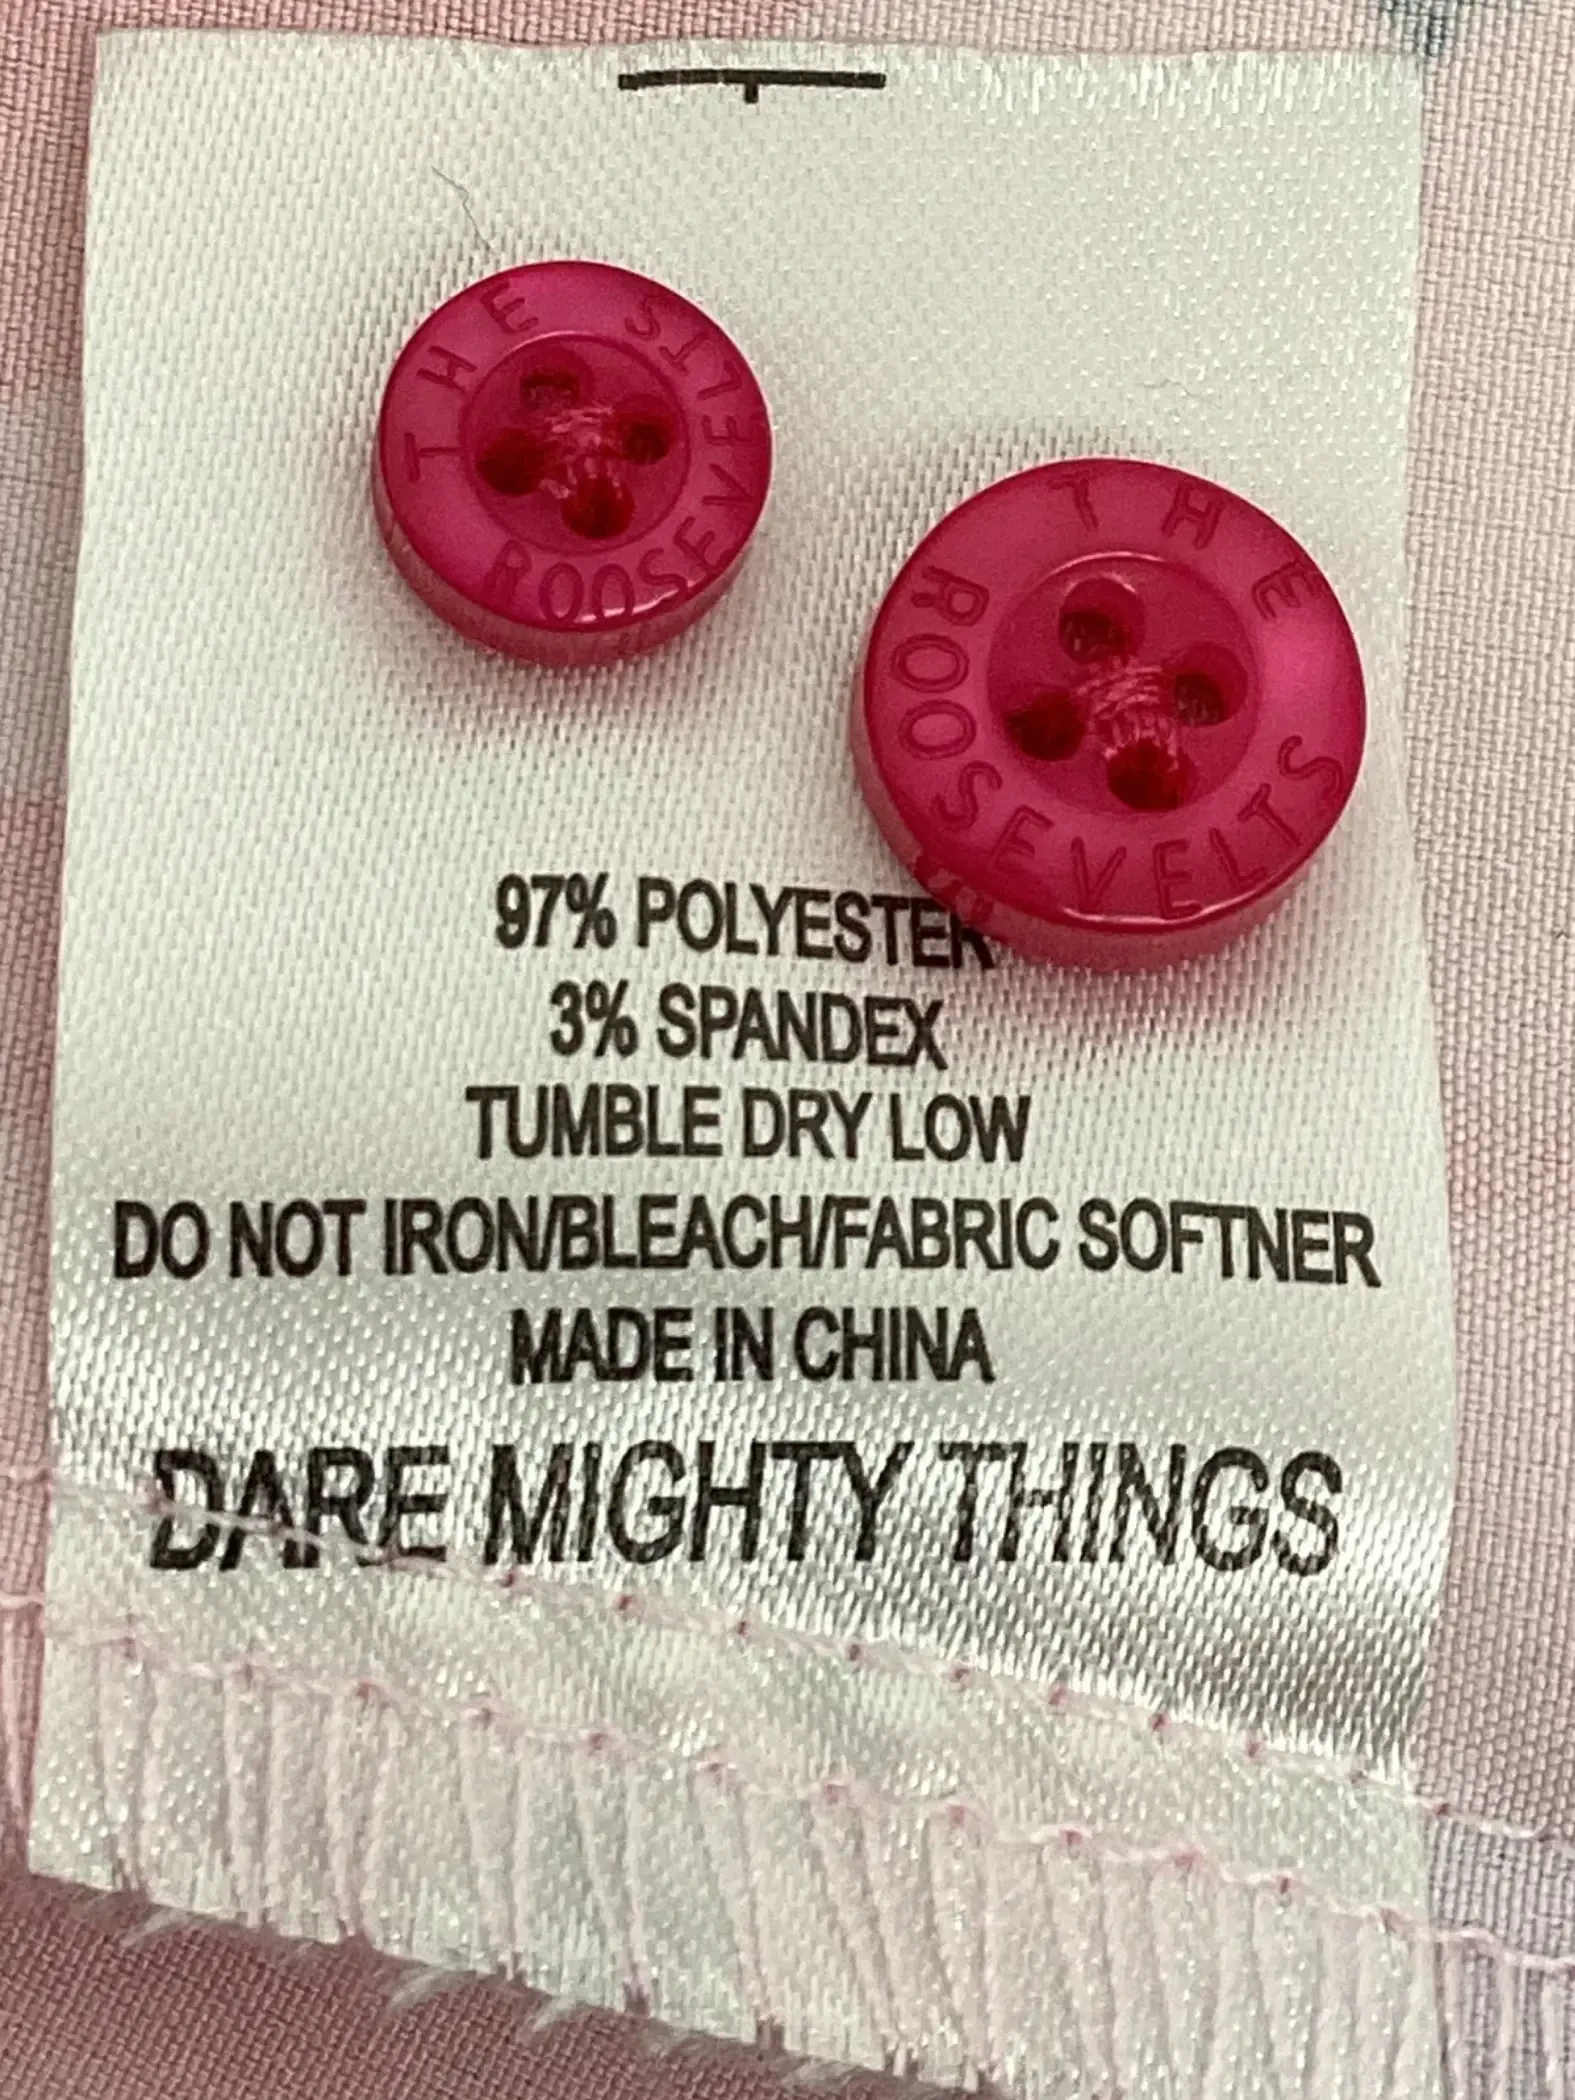 THE ROOSEVELTS
THE ROOSEVELTS
97% POLYESTER
3% SPANDEX
TUMBLE DRY LOW
DO NOT IRON/BLEACH/FABRIC SOFTNER
MADE IN CHINA
DARE MIGHTY THINGS